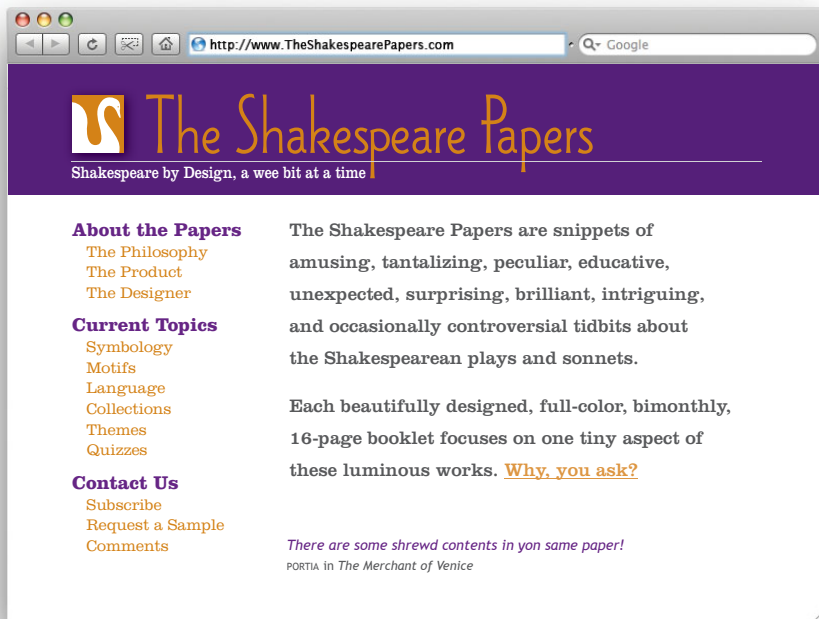 http://www.TheShakespearePapers.com
Google
The Shakespeare Papers
Shakespeare by Design, a wee bit at a time
About the Papers
The Philosophy
The Product
The Designer
Current Topics
Symbology
Motifs
Language
Collections
Themes
Quizzes
Contact Us
Subscribe
Request a Sample
Comments
The Shakespeare Papers are snippets of
amusing, tantalizing, peculiar, educative,
unexpected, surprising, brilliant, intriguing,
and occasionally controversial tidbits about
the Shakespearean plays and sonnets.
Each beautifully designed, full-color, bimonthly,
16-page booklet focuses on one tiny aspect of
these luminous works. Why, you ask?
There are some shrewd contents in yon same paper!
PORTIA in The Merchant of Venice